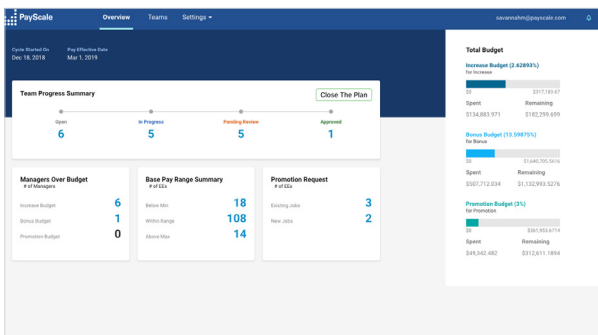 PayScale
Overview Teams Settings
savannahm@payscale.com
Cycle Started On Pay Effective Date
Dec 18, 2018 Mar 1, 2019
Team Progress Summary
Close The Plan
Open In Progress Pending Review Approved
6 5 5 1
Managers Over Budget
# of Managers
Increase Budget 6
Bonus Budget 1
Promotion Budget 0
Base Pay Range Summary
# of EEs
Below Min 18
Within Range 108
Above Max 14
Promotion Request
# of EEs
Existing Jobs 3
New Jobs 2
Total Budget
Increase Budget (2.62893%)
for Increase
$0 $317,183.67
Spent Remaining
$134,883.971 $182,299.699
Bonus Budget (13.59875%)
for Bonus
$0 $1,640,705.5616
Spent Remaining
$507,712.034 $1,132,993.5276
Promotion Budget (3%)
for Promotion
$0 $361,953.6714
Spent Remaining
$49,342.482 $312,611.1894